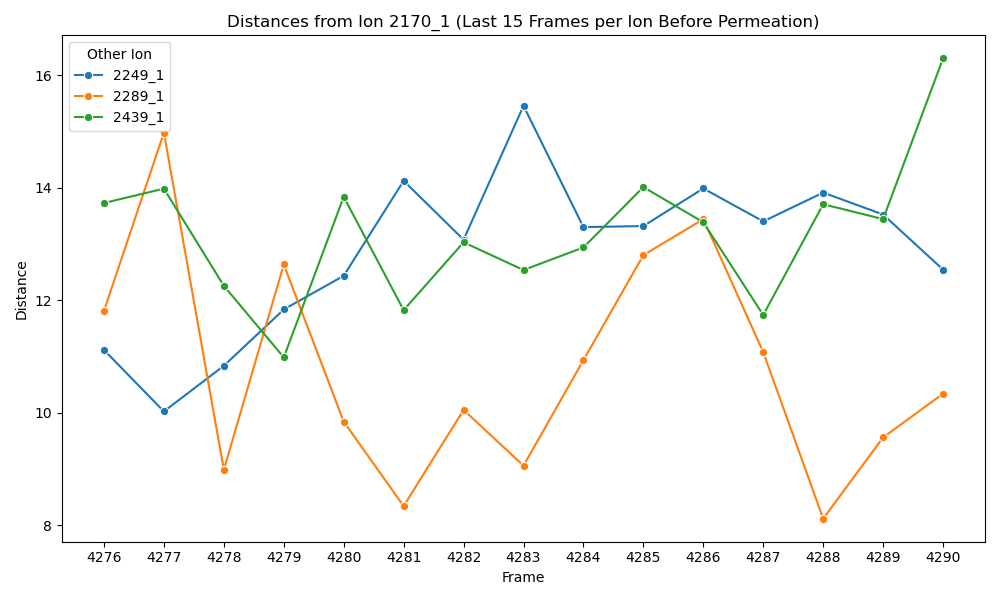 Distances from Ion 2170_1 (Last 15 Frames per Ion Before Permeation)
Other Ion
2249_1
2289_1
2439_1
Distance
16
14
12
10
8
4276 4277 4278 4279 4280 4281 4282 4283 4284 4285 4286 4287 4288 4289 4290
Frame